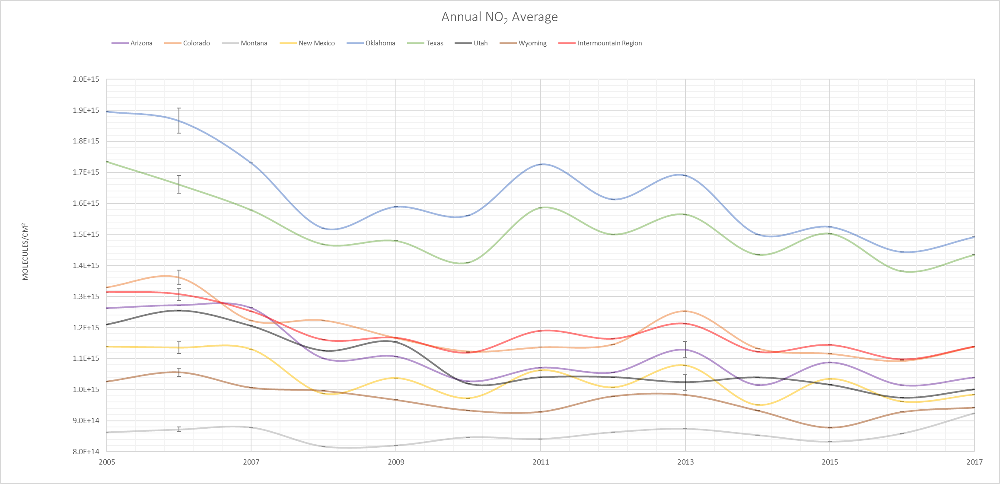 Annual NO₂ Average
Arizona Colorado Montana New Mexico Oklahoma Texas Utah Wyoming Intermountain Region
2.0E+15
1.9E+15
1.8E+15
1.7E+15
1.6E+15
1.5E+15
1.4E+15
1.3E+15
1.2E+15
1.1E+15
1.0E+15
9.0E+14
8.0E+14
MOLECULES/CM²
2005 2007 2009 2011 2013 2015 2017